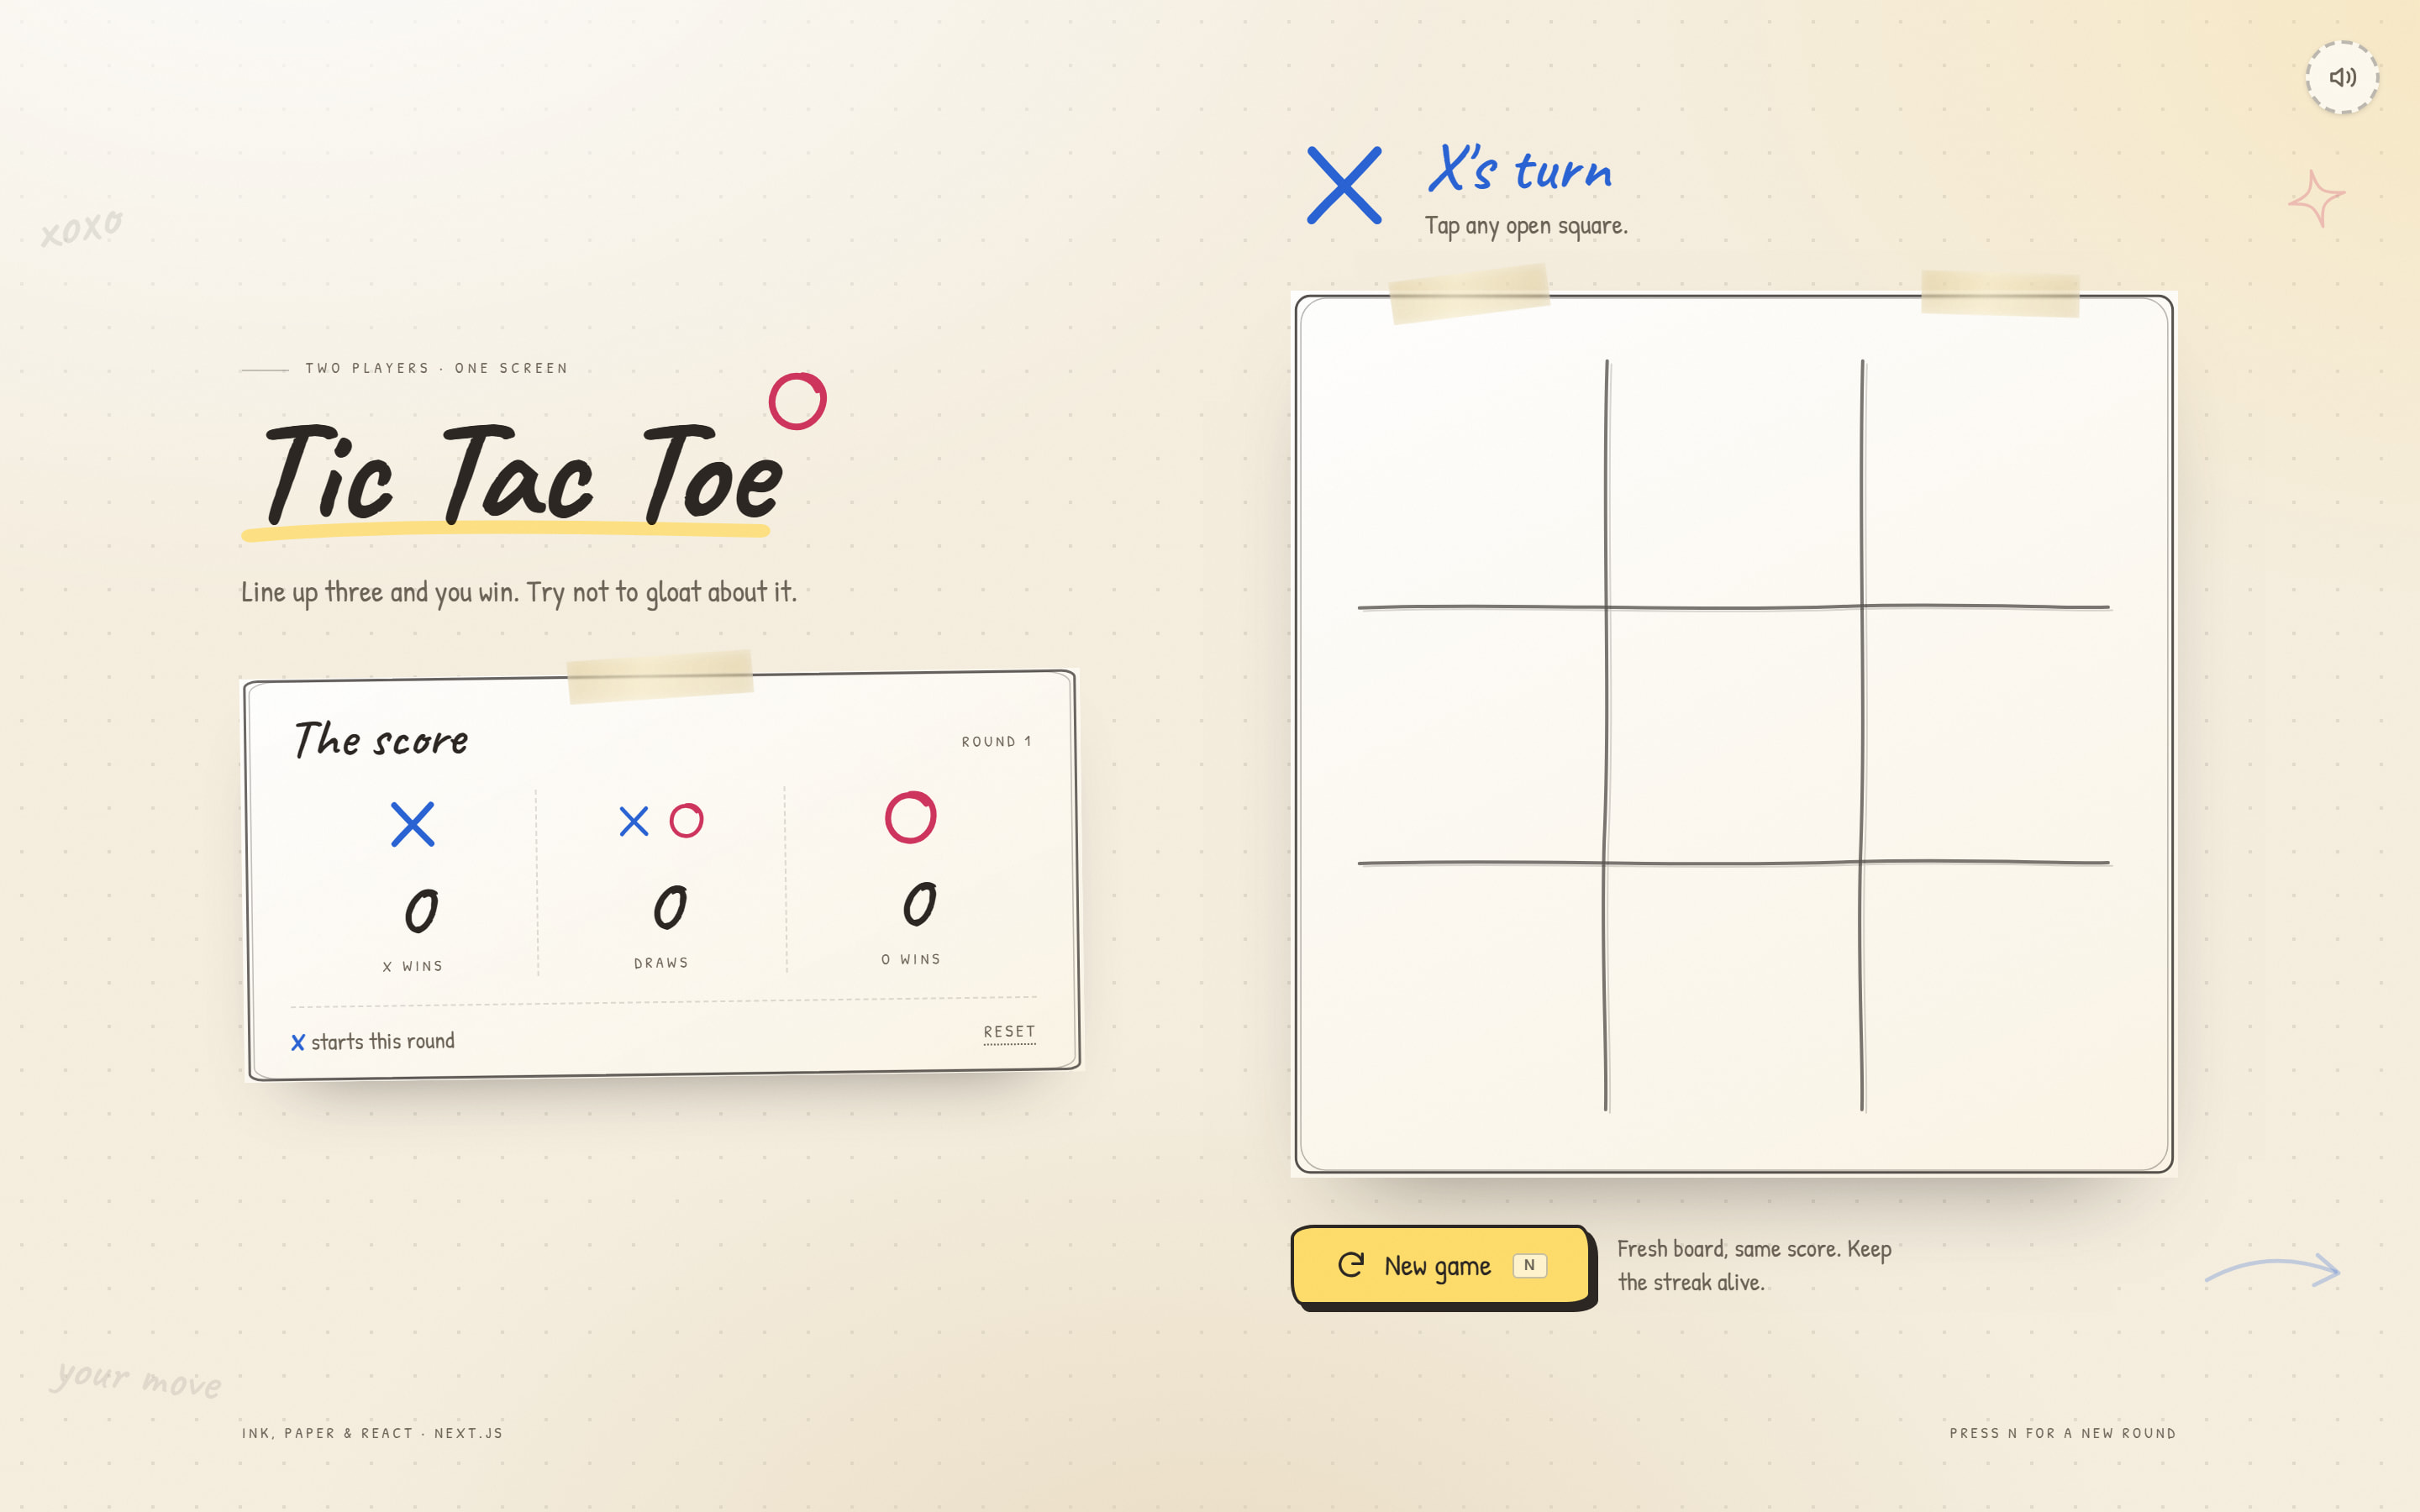 xoxo
TWO PLAYERS · ONE SCREEN
Tic Tac Toe
Line up three and you win. Try not to gloat about it.
The score
ROUND 1
0
0
0
X WINS
DRAWS
O WINS
X starts this round
RESET
X's turn
Tap any open square.
New game N
Fresh board, same score. Keep
the streak alive.
your move
INK, PAPER & REACT · NEXT.JS
PRESS N FOR A NEW ROUND